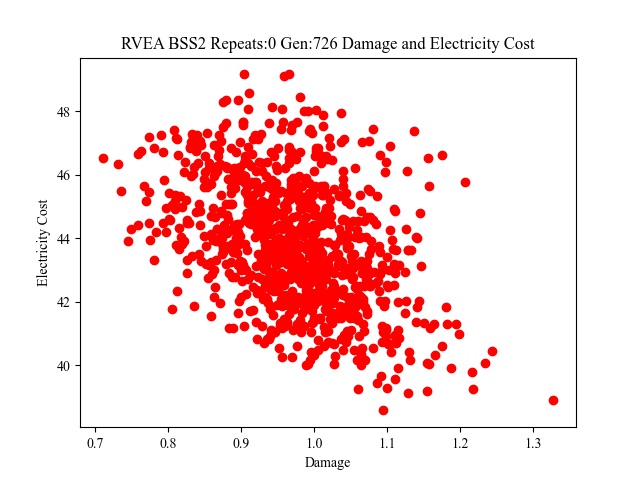 RVEA BSS2 Repeats:0 Gen:726 Damage and Electricity Cost
48
46
44
42
40
Electricity Cost
0.7 0.8 0.9 1.0 1.1 1.2 1.3
Damage